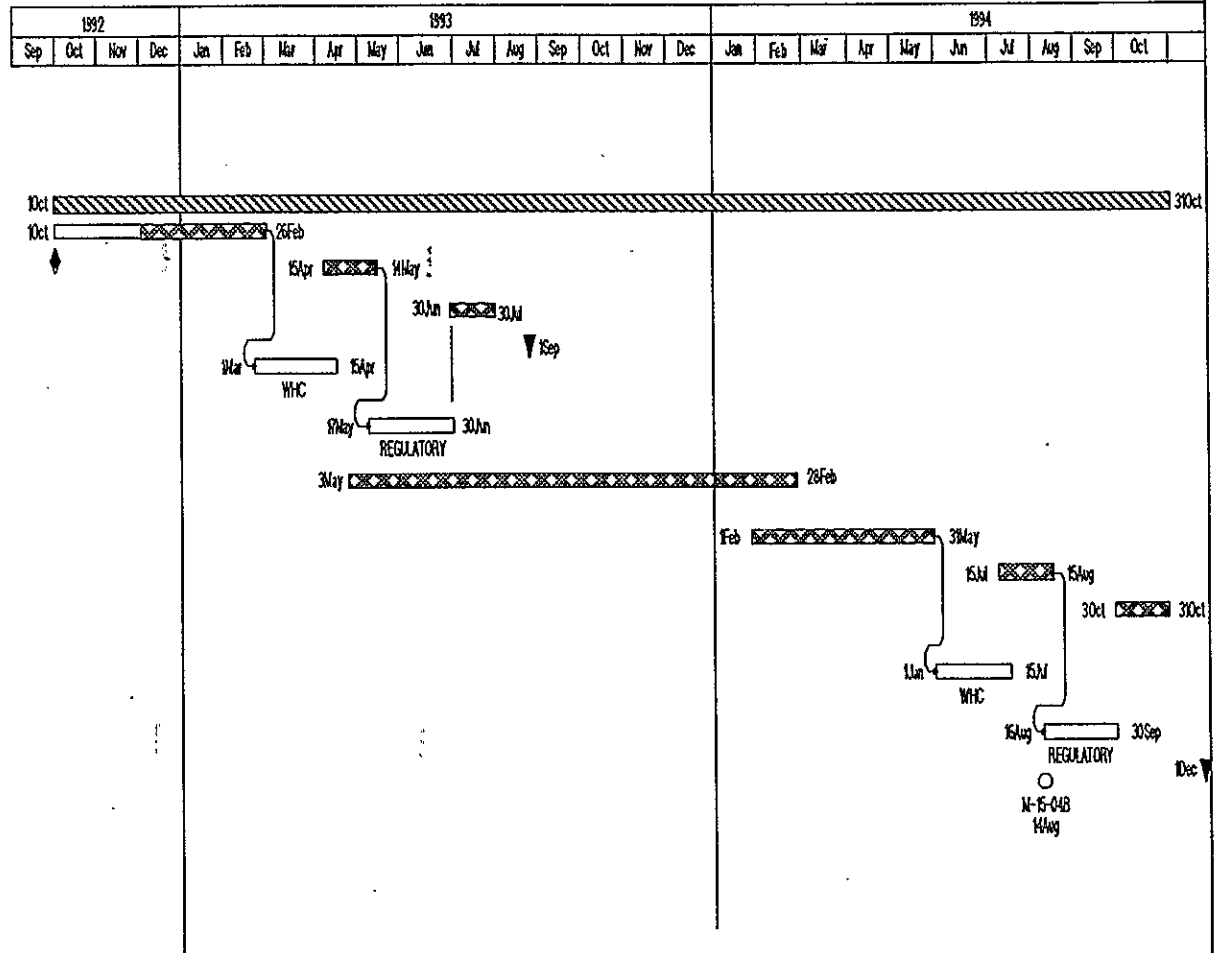 1992 1993 1994
Sep Oct Nov Dec Jan Feb Mar Apr May Jun Jul Aug Sep Oct Nov Dec Jan Feb Mar Apr May Jun Jul Aug Sep Oct
1Oct 31Oct
1Oct 26Feb
15Apr 14May
30Jun 30Jul
1Sep
1Mar 15Apr
WHC
17May 30Jun
REGULATORY
3May 28Feb
1Feb 31May
15Jul 15Aug
3Oct 31Oct
1Jun 15Jul
WHC
16Aug 30Sep
REGULATORY
1Dec
M-15-04B
14Aug